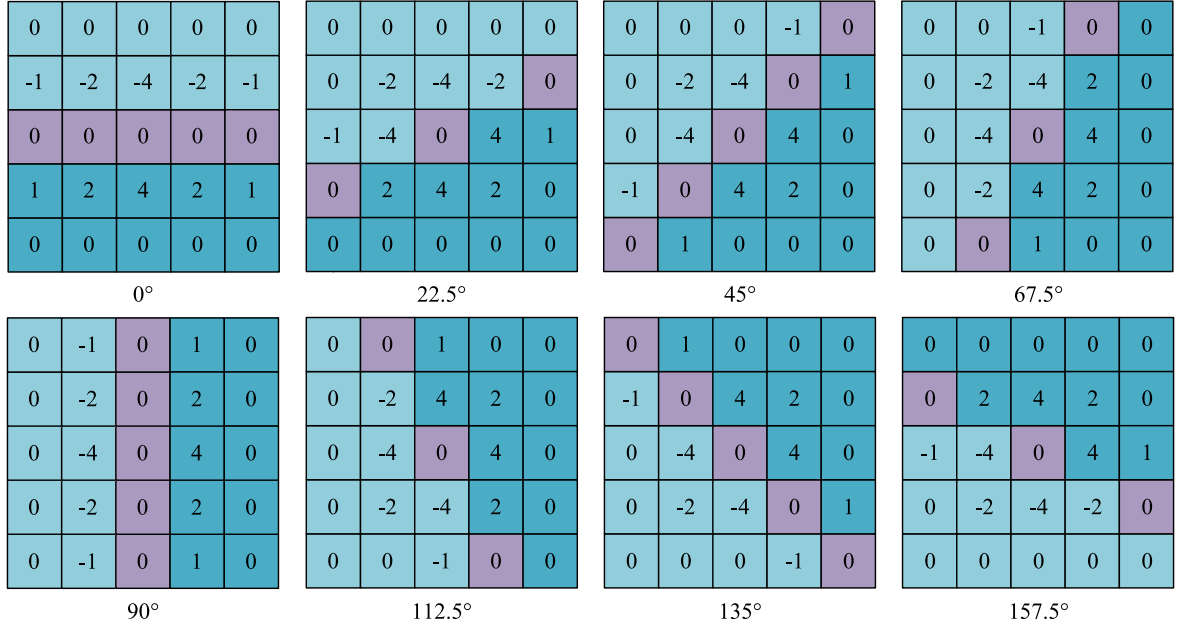 0 0 0 0 0 0 0 0 0 0 0 0 0 -1 0 0 0 -1 0 0
-1 -2 -4 -2 -1 0 -2 -4 -2 0 0 -2 -4 0 1 0 -2 -4 2 0
0 0 0 0 0 -1 -4 0 4 1 0 -4 0 4 0 0 -4 0 4 0
1 2 4 2 1 0 2 4 2 0 -1 0 4 2 0 0 -2 4 2 0
0 0 0 0 0 0 0 0 0 0 0 1 0 0 0 0 0 1 0 0
0° 22.5° 45° 67.5°
0 -1 0 1 0 0 0 1 0 0 0 1 0 0 0 0 0 0 0 0
0 -2 0 2 0 0 -2 4 2 0 -1 0 4 2 0 0 2 4 2 0
0 -4 0 4 0 0 -4 0 4 0 0 -4 0 4 0 -1 -4 0 4 1
0 -2 0 2 0 0 -2 -4 2 0 0 -2 -4 0 1 0 -2 -4 -2 0
0 -1 0 1 0 0 0 -1 0 0 0 0 0 -1 0 0 0 0 0 0
90° 112.5° 135° 157.5°